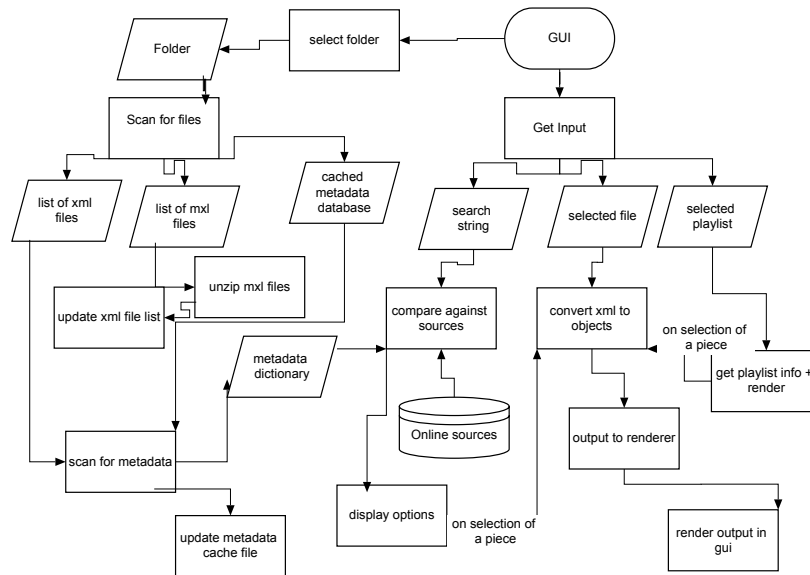 Folder
select folder
GUI
Scan for files
Get Input
list of xml
files
list of mxl
files
cached
metadata
database
search
string
selected file
selected
playlist
update xml file list
unzip mxl files
compare against
sources
convert xml to
objects
on selection of
a piece
get playlist info +
render
metadata
dictionary
Online sources
scan for metadata
output to renderer
display options
on selection of
a piece
update metadata
cache file
render output in
gui